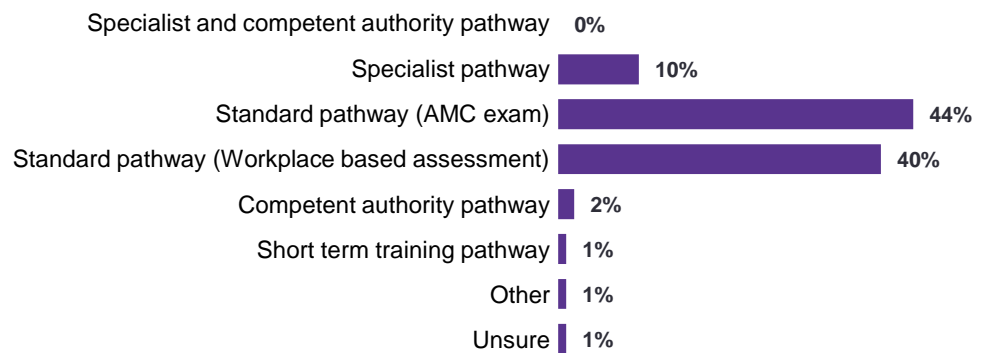 Specialist and competent authority pathway 0%
Specialist pathway 10%
Standard pathway (AMC exam) 44%
Standard pathway (Workplace based assessment) 40%
Competent authority pathway 2%
Short term training pathway 1%
Other 1%
Unsure 1%